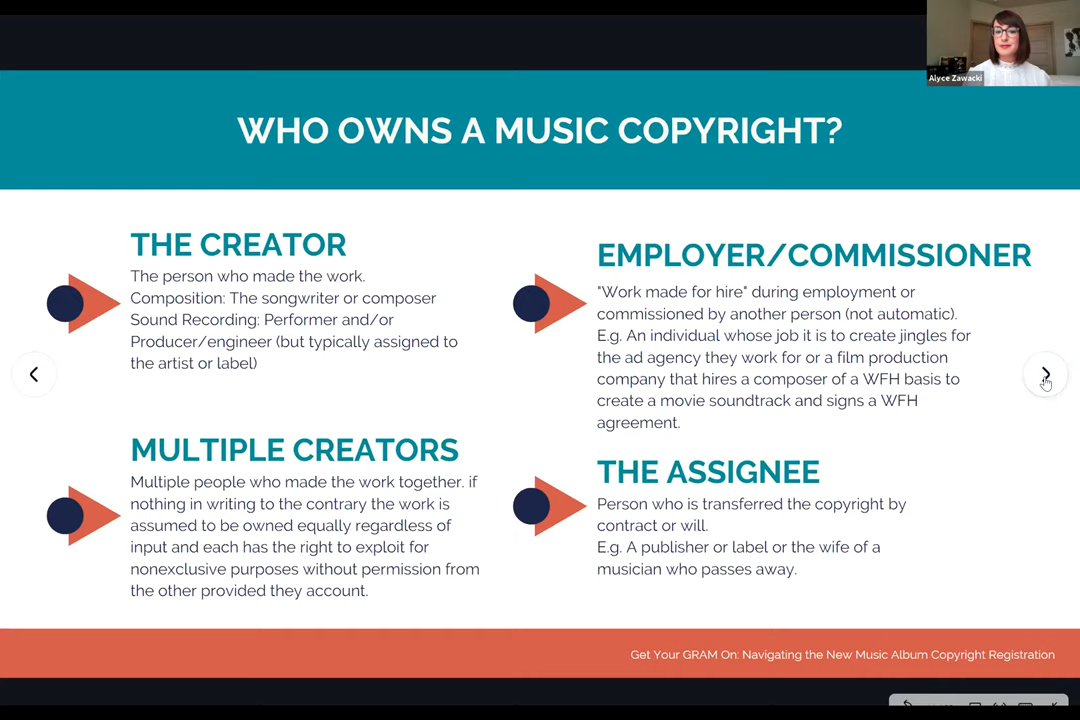 Alyce Zawacki
WHO OWNS A MUSIC COPYRIGHT?
THE CREATOR
The person who made the work.
Composition: The songwriter or composer
Sound Recording: Performer and/or
Producer/engineer (but typically assigned to
the artist or label)
MULTIPLE CREATORS
Multiple people who made the work together. if
nothing in writing to the contrary the work is
assumed to be owned equally regardless of
input and each has the right to exploit for
nonexclusive purposes without permission from
the other provided they account.
EMPLOYER/COMMISSIONER
"Work made for hire" during employment or
commissioned by another person (not automatic).
E.g. An individual whose job it is to create jingles for
the ad agency they work for or a film production
company that hires a composer of a WFH basis to
create a movie soundtrack and signs a WFH
agreement.
THE ASSIGNEE
Person who is transferred the copyright by
contract or will.
E.g. A publisher or label or the wife of a
musician who passes away.
Get Your GRAM On: Navigating the New Music Album Copyright Registration